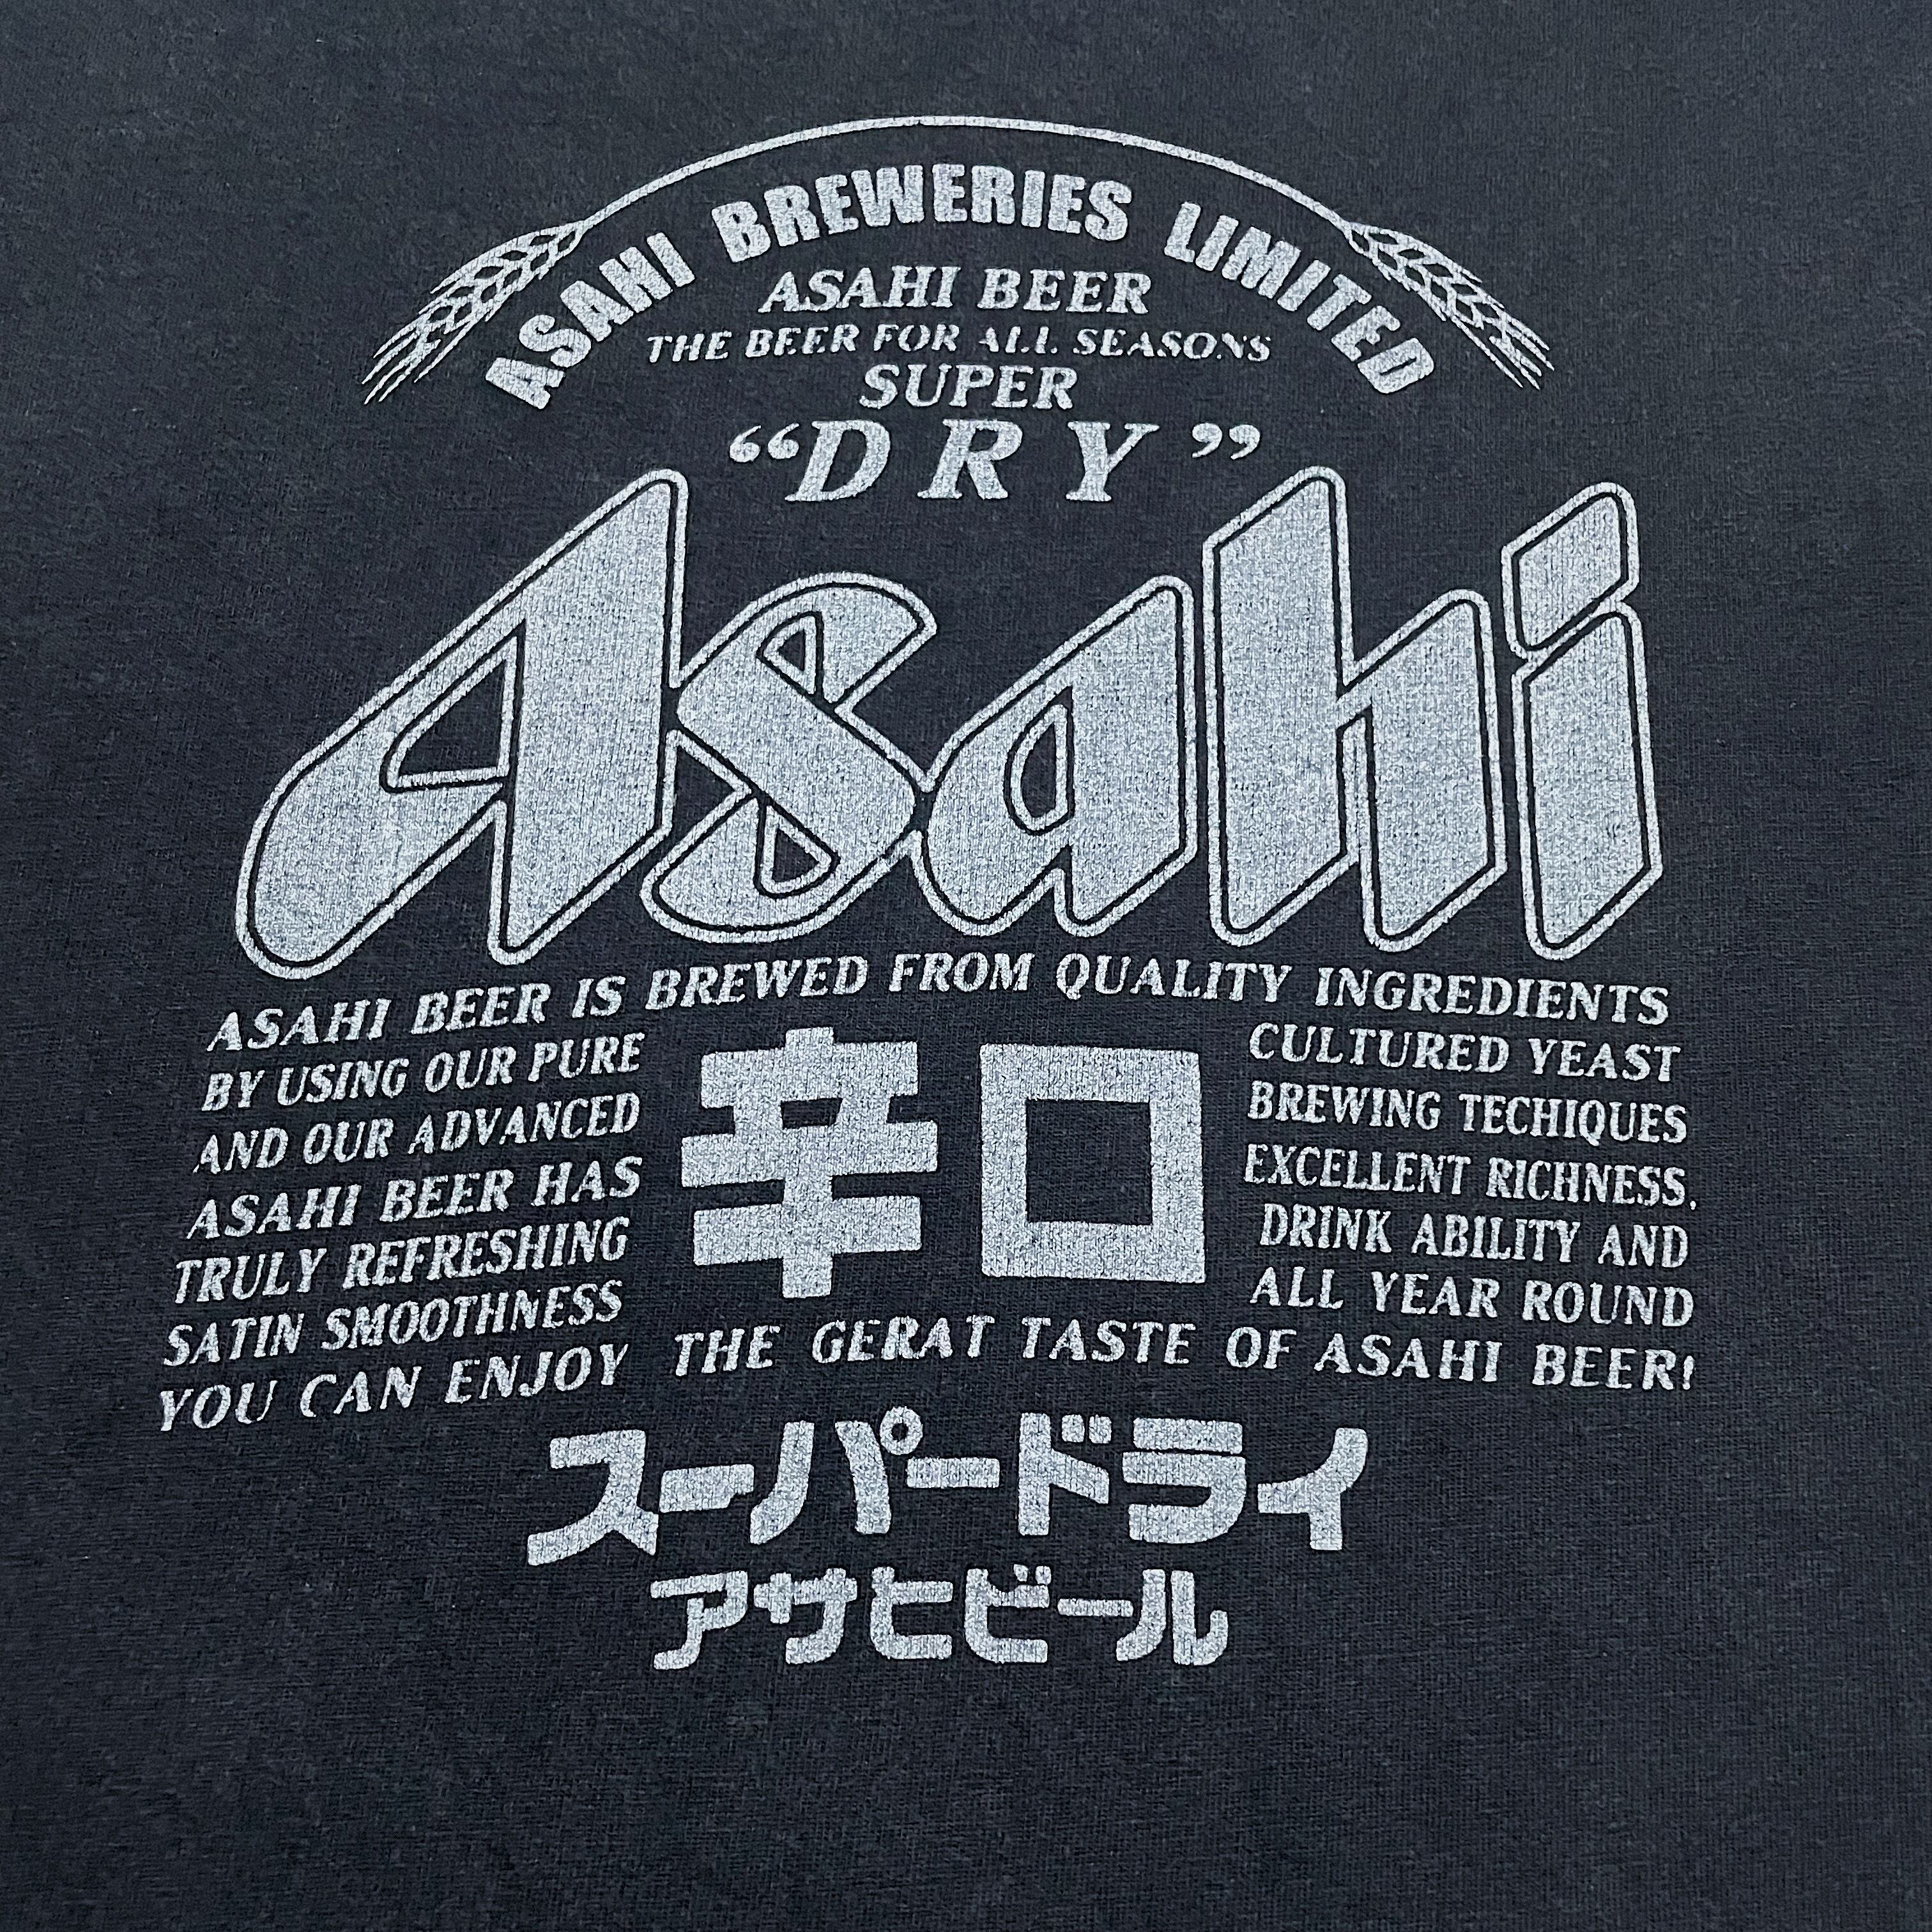 ASAHI BREWERIES LIMITED
ASAHI BEER
THE BEER FOR ALL SEASONS
SUPER
“DRY”
Asahi
ASAHI BEER IS BREWED FROM QUALITY INGREDIENTS
BY USING OUR PURE CULTURED YEAST
AND OUR ADVANCED BREWING TECHIQUES
ASAHI BEER HAS EXCELLENT RICHNESS,
TRULY REFRESHING DRINK ABILITY AND
SATIN SMOOTHNESS ALL YEAR ROUND
YOU CAN ENJOY THE GERAT TASTE OF ASAHI BEER!
辛口
スーパードライ
アサヒビール